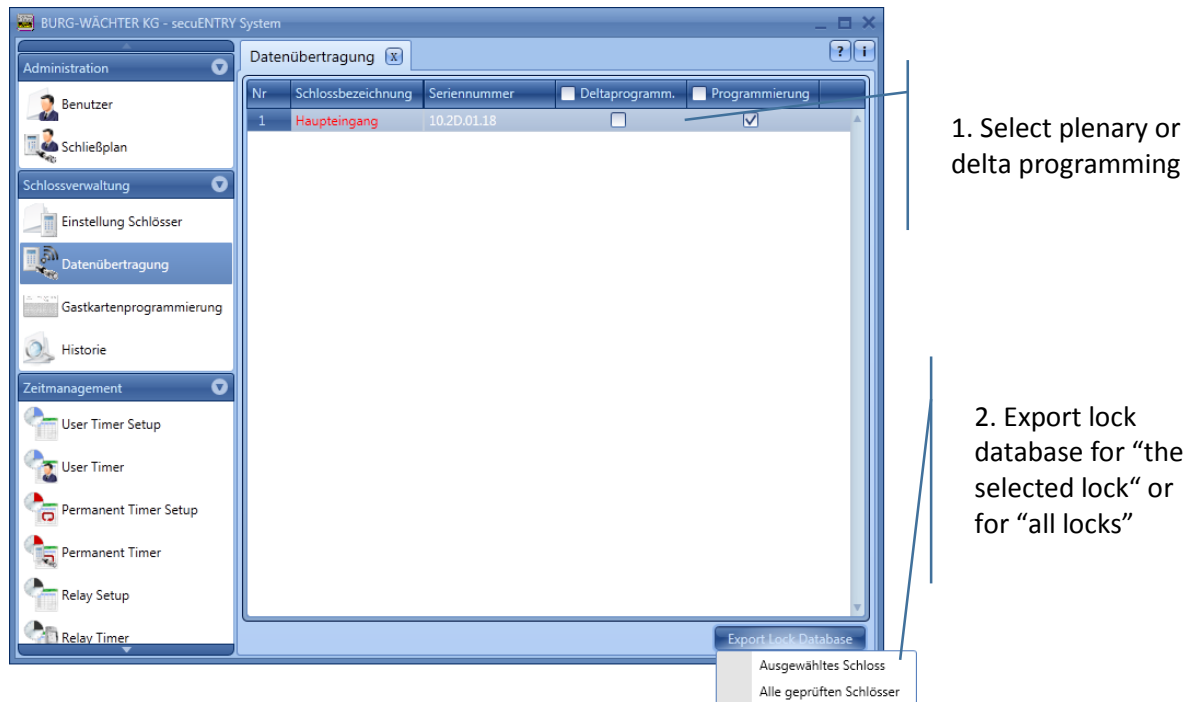 BURG-WÄCHTER KG - secuENTRY System
Administration
Benutzer
Schließplan
Schlossverwaltung
Einstellung Schlösser
Datenübertragung
Gastkartenprogrammierung
Historie
Zeitmanagement
User Timer Setup
User Timer
Permanent Timer Setup
Permanent Timer
Relay Setup
Relay Timer
Datenübertragung x
? i
Nr Schlossbezeichnung Seriennummer Deltaprogramm. Programmierung
1 Haupteingang 10.2D.01.18
Export Lock Database
Ausgewähltes Schloss
Alle geprüften Schlösser
1. Select plenary or
delta programming
2. Export lock
database for “the
selected lock“ or
for “all locks”